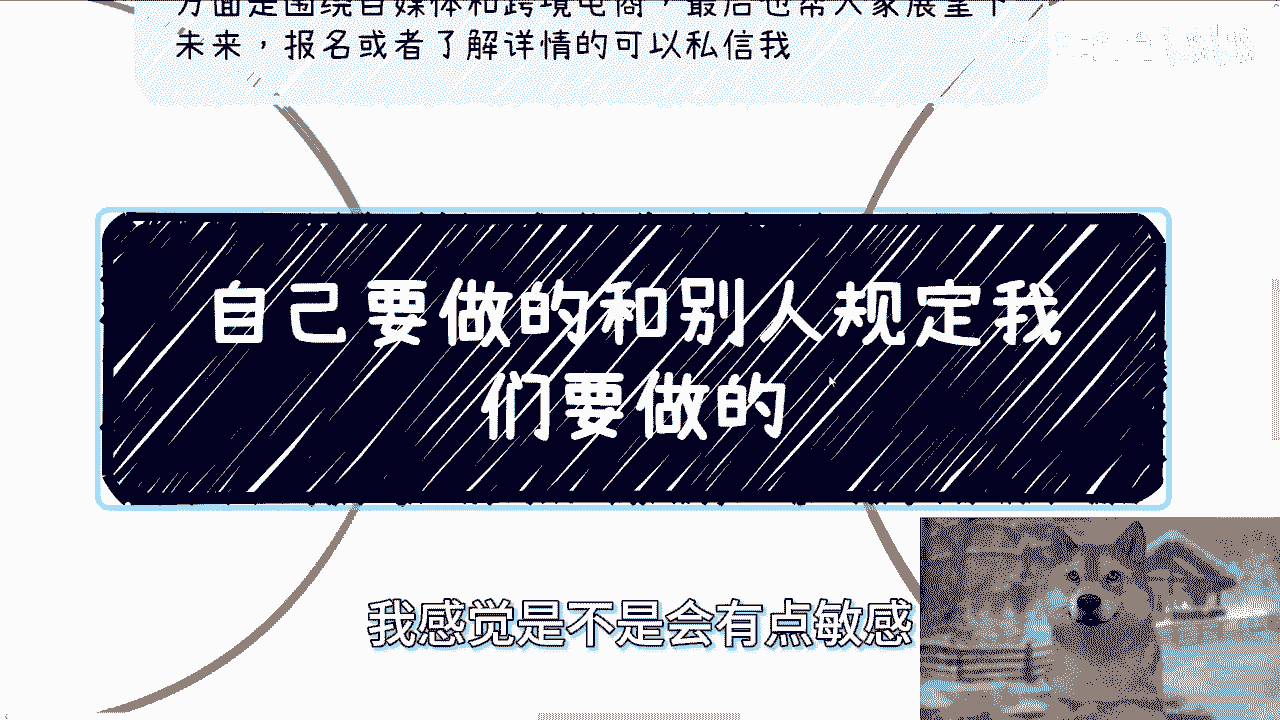 方面是围绕自媒体和跨境电商，最后也帮大家展望下
未来，报名或者了解详情的可以私信我
自己要做的和别人规定我
们要做的
我感觉是不是会有点敏感